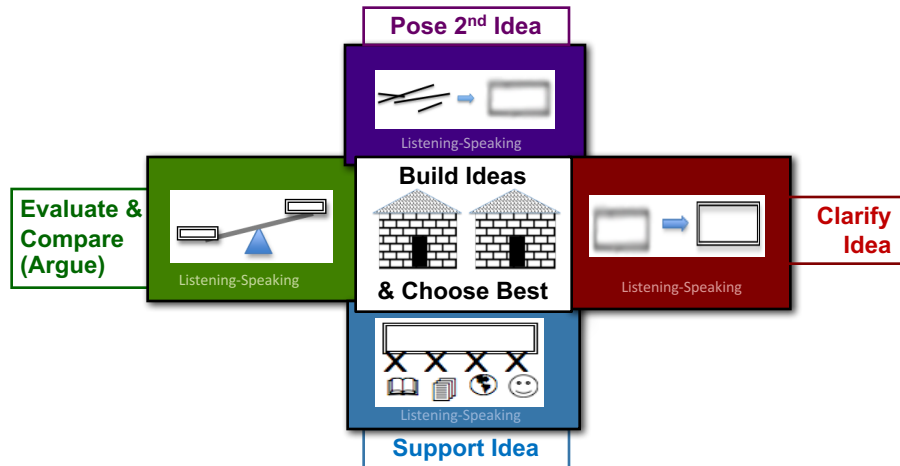 Pose 2nd Idea
Listening-Speaking
Build Ideas
& Choose Best
Evaluate &
Compare
(Argue)
Listening-Speaking
Clarify
Idea
Listening-Speaking
X X X X
Listening-Speaking
Support Idea